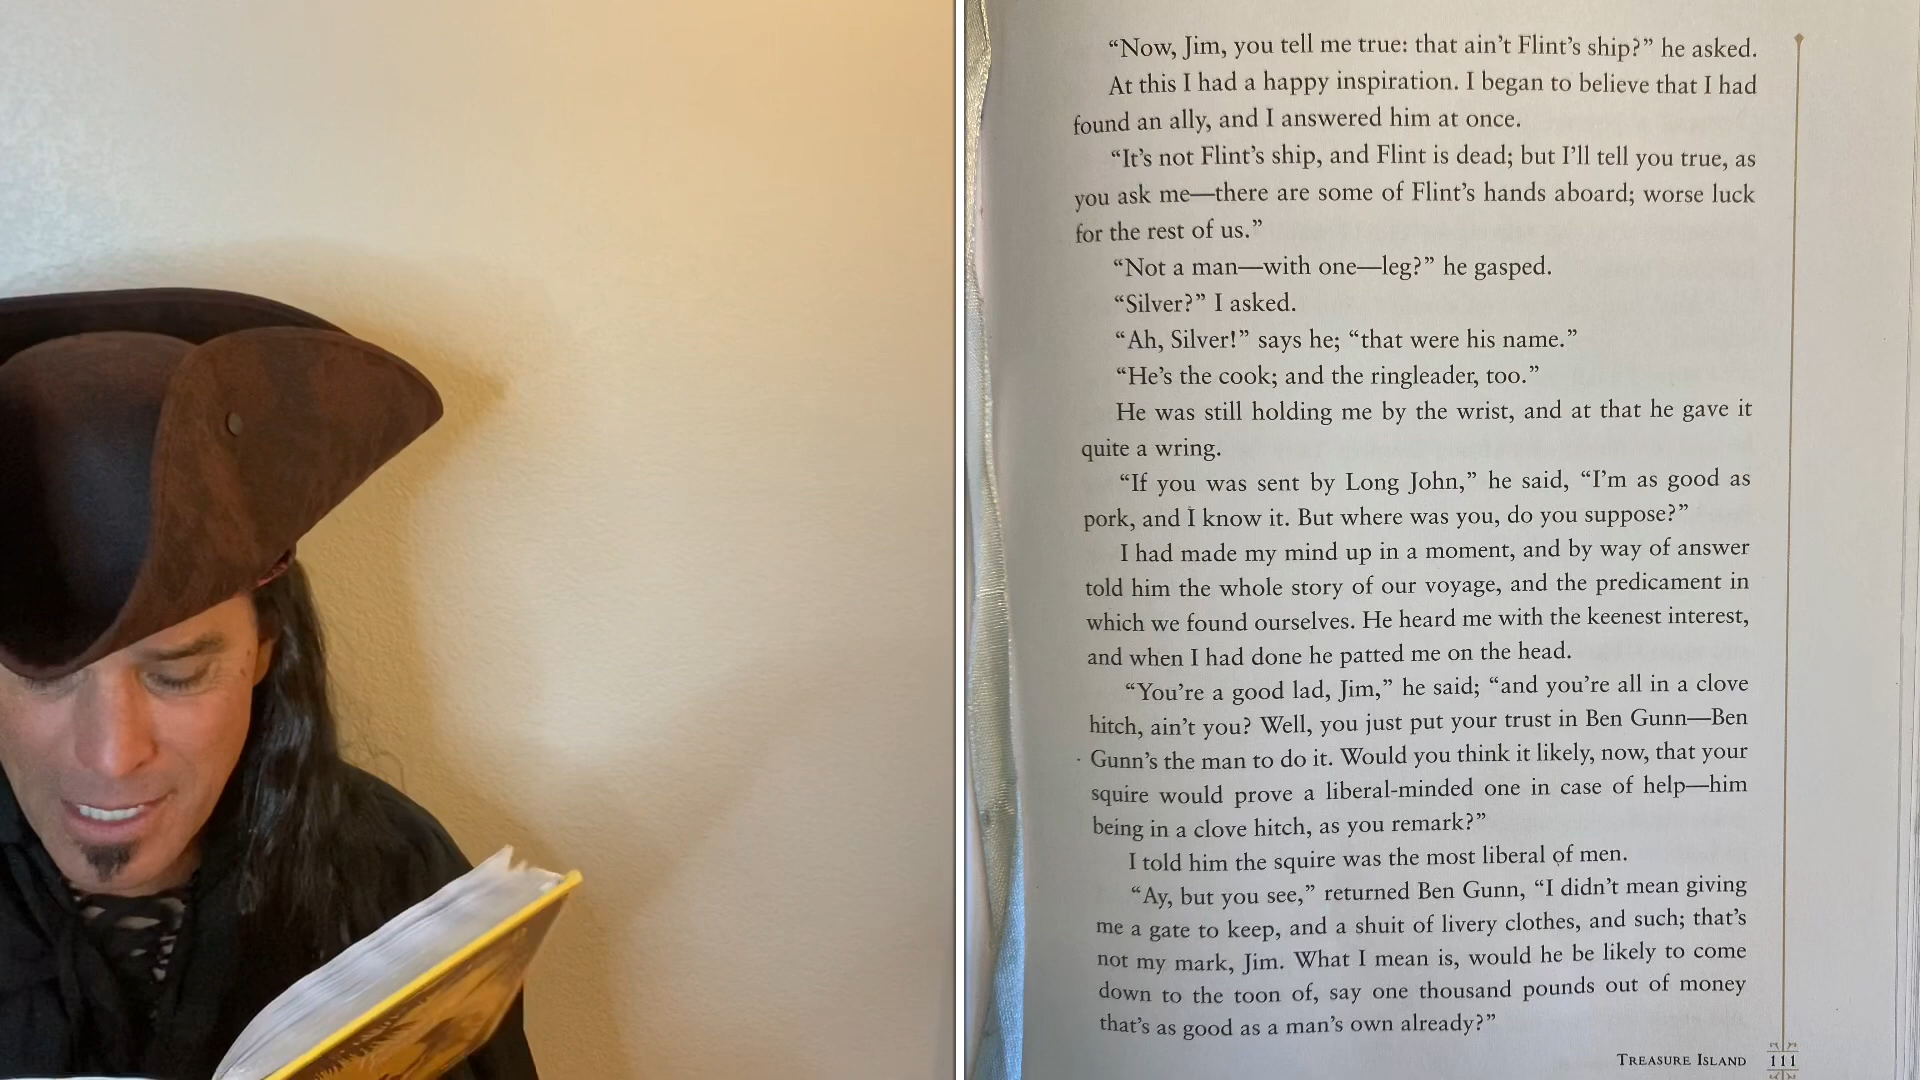 “Now, Jim, you tell me true: that ain’t Flint’s ship?” he asked.
At this I had a happy inspiration. I began to believe that I had
found an ally, and I answered him at once.
“It’s not Flint’s ship, and Flint is dead; but I’ll tell you true, as
you ask me—there are some of Flint’s hands aboard; worse luck
for the rest of us.”
“Not a man—with one—leg?” he gasped.
“Silver?” I asked.
“Ah, Silver!” says he; “that were his name.”
“He’s the cook; and the ringleader, too.”
He was still holding me by the wrist, and at that he gave it
quite a wring.
“If you was sent by Long John,” he said, “I’m as good as
pork, and I know it. But where was you, do you suppose?”
I had made my mind up in a moment, and by way of answer
told him the whole story of our voyage, and the predicament in
which we found ourselves. He heard me with the keenest interest,
and when I had done he patted me on the head.
“You’re a good lad, Jim,” he said; “and you’re all in a clove
hitch, ain’t you? Well, you just put your trust in Ben Gunn—Ben
Gunn’s the man to do it. Would you think it likely, now, that your
squire would prove a liberal-minded one in case of help—him
being in a clove hitch, as you remark?”
I told him the squire was the most liberal of men.
“Ay, but you see,” returned Ben Gunn, “I didn’t mean giving
me a gate to keep, and a shuit of livery clothes, and such; that’s
not my mark, Jim. What I mean is, would he be likely to come
down to the toon of, say one thousand pounds out of money
that’s as good as a man’s own already?”
TREASURE ISLAND 111